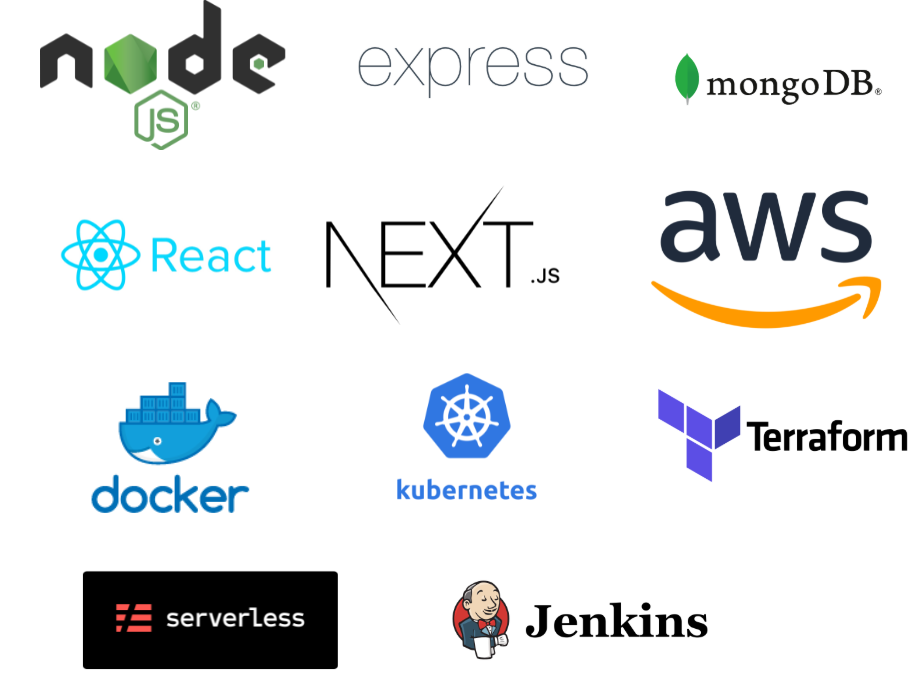 node
JS®
express
mongoDB®
React
NEXT.JS
aws
docker
kubernetes
Terraform
serverless
Jenkins